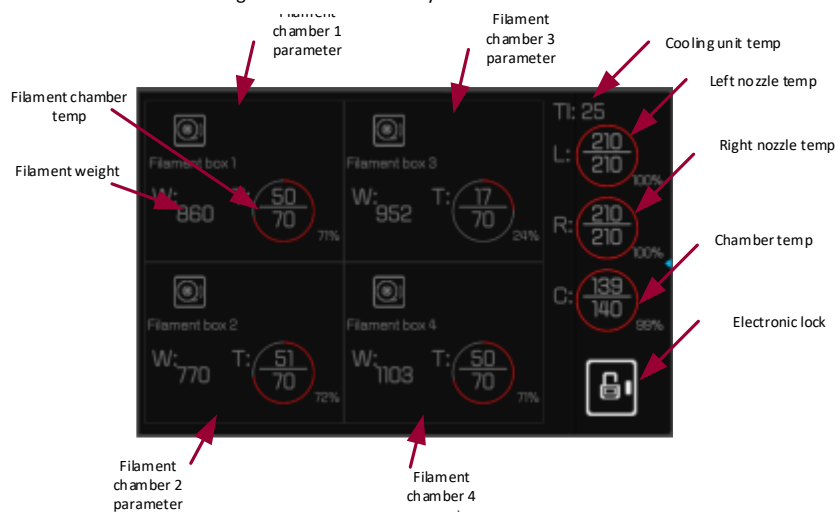 Filament
chamber 1
parameter
Filament
chamber 3
parameter
Cooling unit temp
Left nozzle temp
Right nozzle temp
Chamber temp
Electronic lock
Filament chamber
temp
Filament weight
Filament box 1
W: 860 T: 50 70 71%
Filament box 3
W: 952 T: 17 70 24%
TI: 25
L: 210 210 100%
R: 210 210 100%
C: 139 140 99%
Filament box 2
W: 770 T: 51 70 72%
Filament box 4
W: 1103 T: 50 70 71%
Filament
chamber 2
parameter
Filament
chamber 4